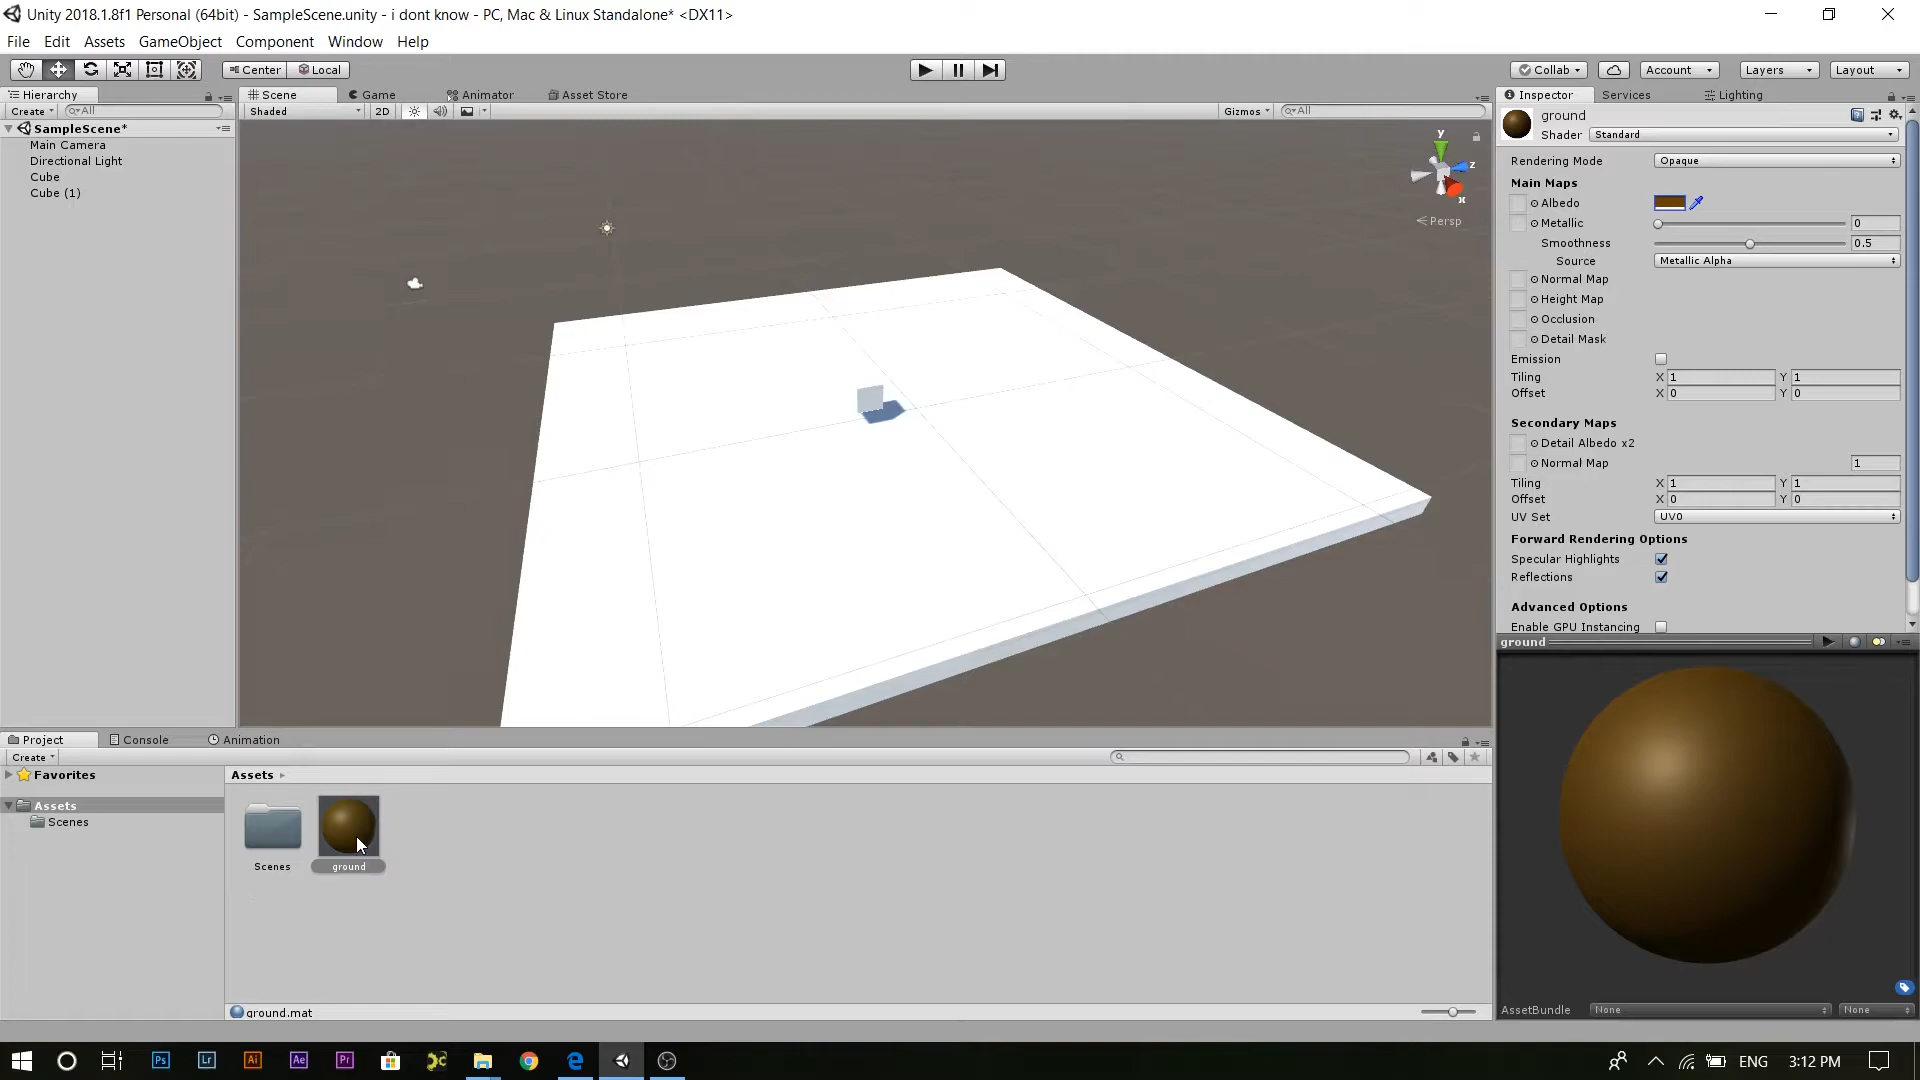 Unity 2018.1.8f1 Personal (64bit) - SampleScene.unity - i dont know - PC, Mac & Linux Standalone* <DX11>
File Edit Assets GameObject Component Window Help
Center Local Collab Account Layers Layout
Hierarchy Scene Game Animator Asset Store Inspector Services Lighting
Create All Shaded 2D Gizmos All
ground
Shader Standard
SampleScene*
Main Camera
Directional Light
Cube
Cube (1)
y
z
x
Persp
Rendering Mode Opaque
Main Maps
Albedo
Metallic 0
Smoothness 0.5
Source Metallic Alpha
Normal Map
Height Map
Occlusion
Detail Mask
Emission
Tiling X 1 Y 1
Offset X 0 Y 0
Secondary Maps
Detail Albedo x2
Normal Map 1
Tiling X 1 Y 1
Offset X 0 Y 0
UV Set UV0
Forward Rendering Options
Specular Highlights
Reflections
Advanced Options
Enable GPU Instancing
ground
Project Console Animation
Create
Favorites
Assets
Scenes
Assets
Scenes
ground
ground.mat
AssetBundle None None
Ps Lr Ai Ae Pr
ENG 3:12 PM